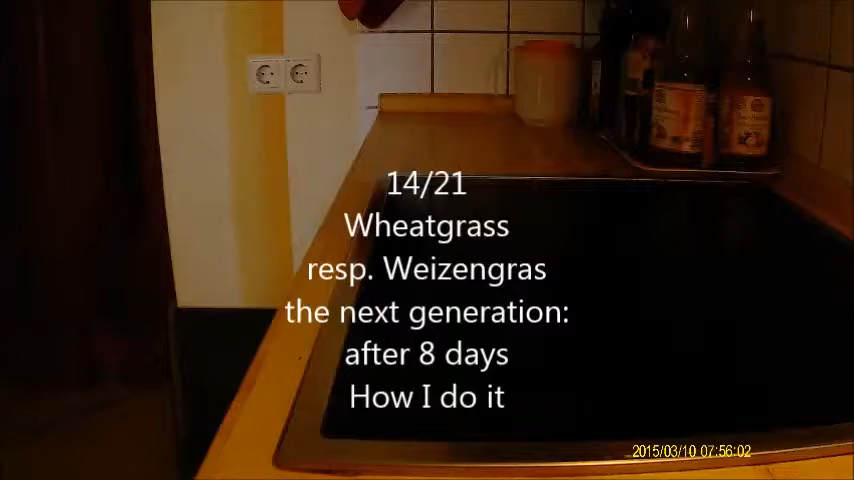 14/21
Wheatgrass
resp. Weizengras
the next generation:
after 8 days
How I do it
2015/03/10 07:56:02